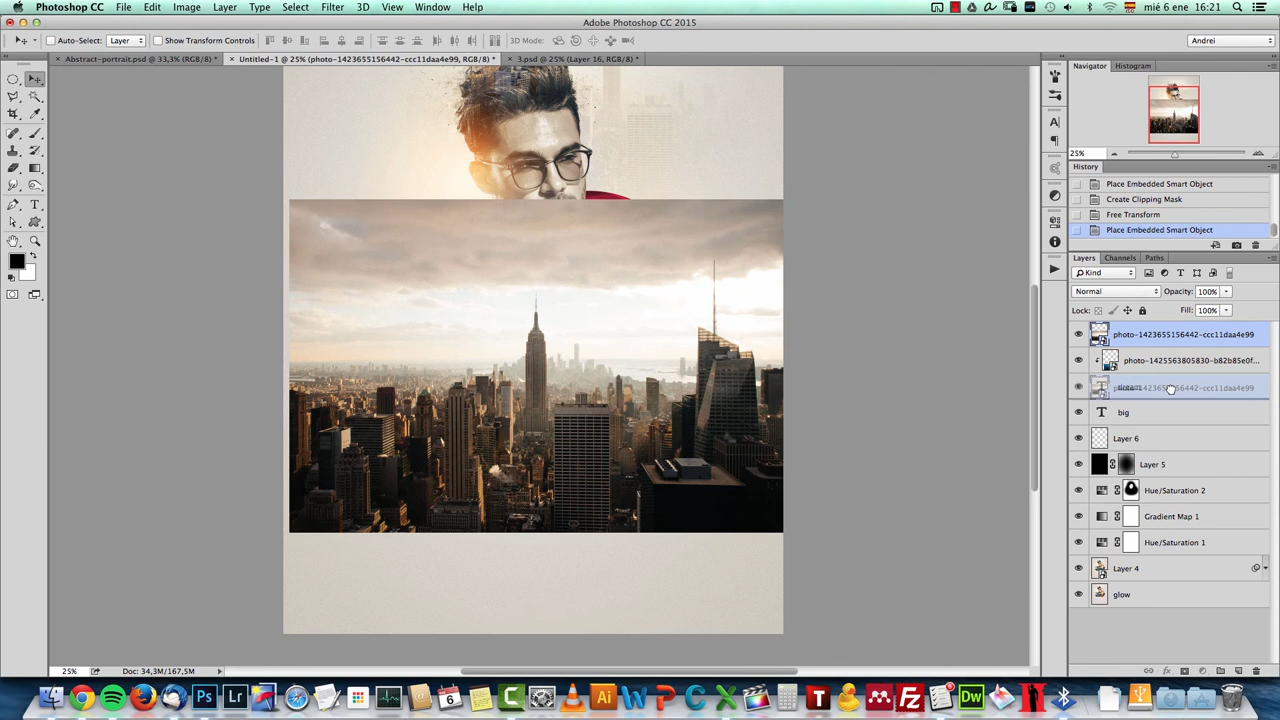 Photoshop CC File Edit Image Layer Type Select Filter 3D View Window Help mié 6 ene 16:21
Adobe Photoshop CC 2015
Auto-Select: Layer Show Transform Controls 3D Mode: Andrei
Abstract-portrait.psd @ 33,3% (RGB/8) * Untitled-1 @ 25% (photo-1423655156442-ccc11daa4e99, RGB/8) * 3.psd @ 25% (Layer 16, RGB/8) *
Navigator Histogram
25%
History
Place Embedded Smart Object
Create Clipping Mask
Free Transform
Place Embedded Smart Object
Layers Channels Paths
Kind
Normal Opacity: 100%
Lock: Fill: 100%
photo-1423655156442-ccc11daa4e99
photo-1425563805830-b82b85e0f...
big
Layer 6
Layer 5
Hue/Saturation 2
Gradient Map 1
Hue/Saturation 1
Layer 4
glow
25% Doc: 34,3M/167,5M